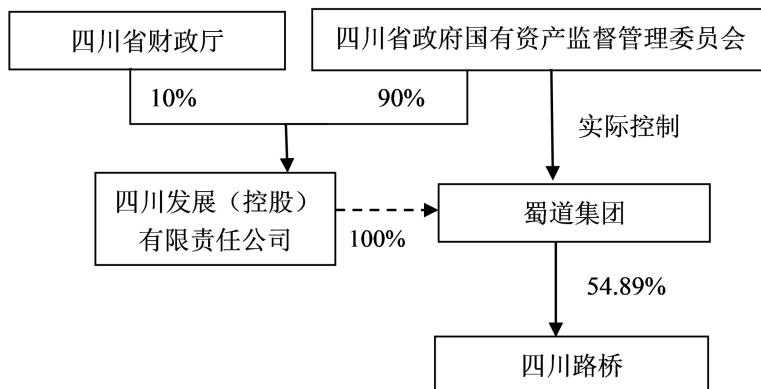 四川省财政厅
四川省政府国有资产监督管理委员会
10%
90%
实际控制
四川发展（控股）
有限责任公司
100%
蜀道集团
54.89%
四川路桥